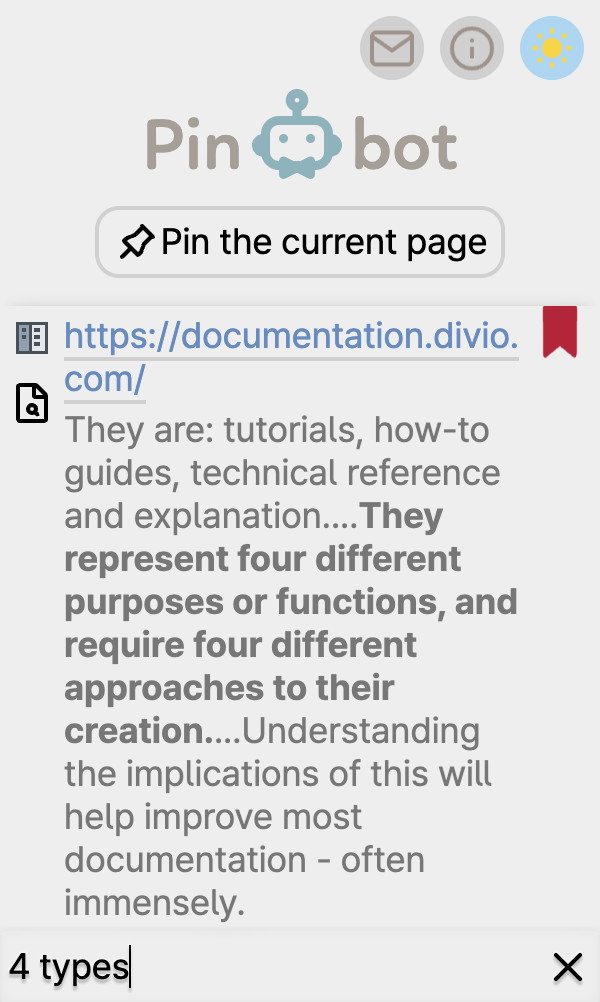 Pin bot
Pin the current page
https://documentation.divio.
com/
They are: tutorials, how-to
guides, technical reference
and explanation....They
represent four different
purposes or functions, and
require four different
approaches to their
creation....Understanding
the implications of this will
help improve most
documentation - often
immensely.
4 types